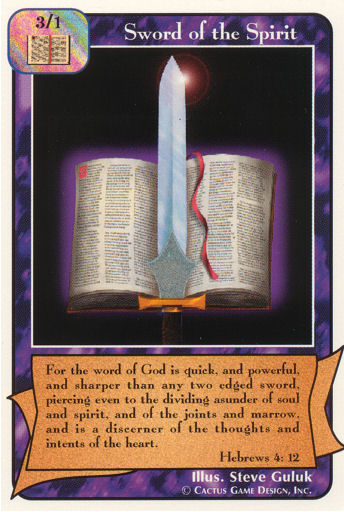 3/1
Sword of the Spirit
For the word of God is quick, and powerful,
and sharper than any two edged sword,
piercing even to the dividing asunder of soul
and spirit, and of the joints and marrow,
and is a discerner of the thoughts and
intents of the heart.
Hebrews 4: 12
Illus. Steve Guluk
© CACTUS GAME DESIGN, INC.